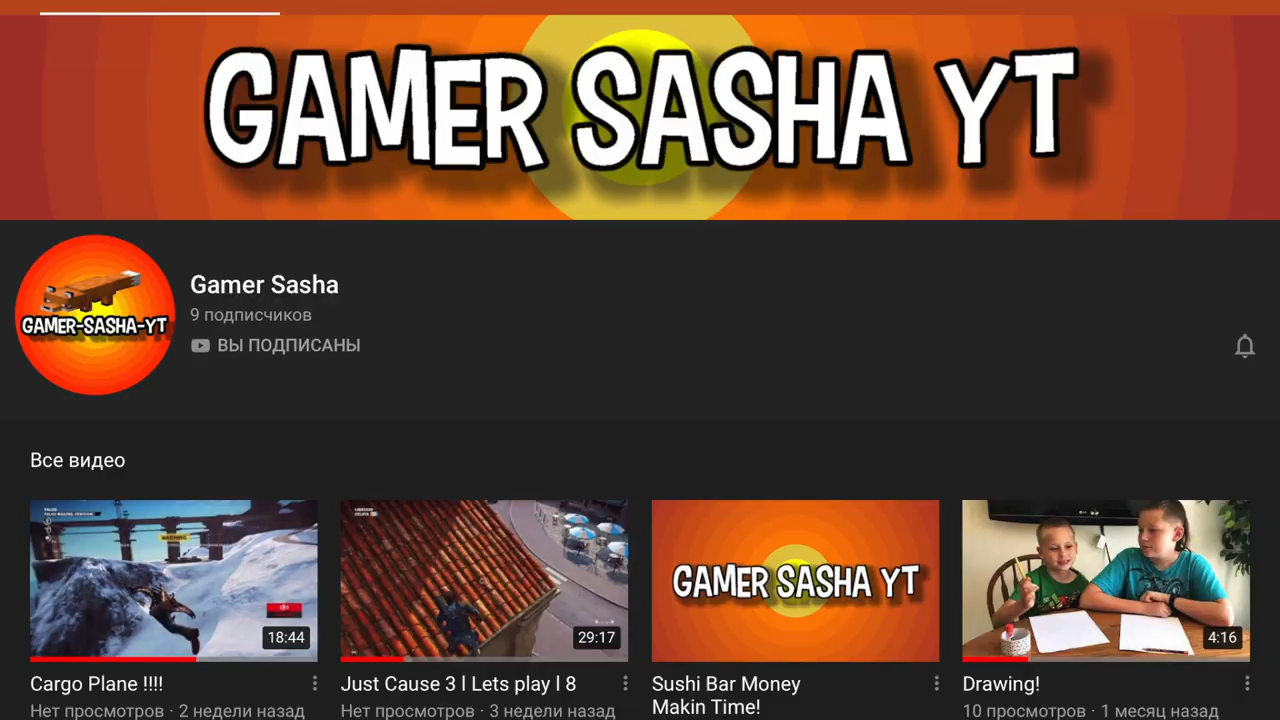 GAMER SASHA YT
Gamer Sasha
GAMER-SASHA-YT
9 подписчиков
ВЫ ПОДПИСАНЫ
Все видео
WARNING
GAMER SASHA YT
18:44
29:17
4:16
Cargo Plane !!!!
Just Cause 3 l Lets play l 8
Sushi Bar Money
Makin Time!
Drawing!
Нет просмотров · 2 недели назад
Нет просмотров · 3 недели назад
10 просмотров · 1 месяц назад